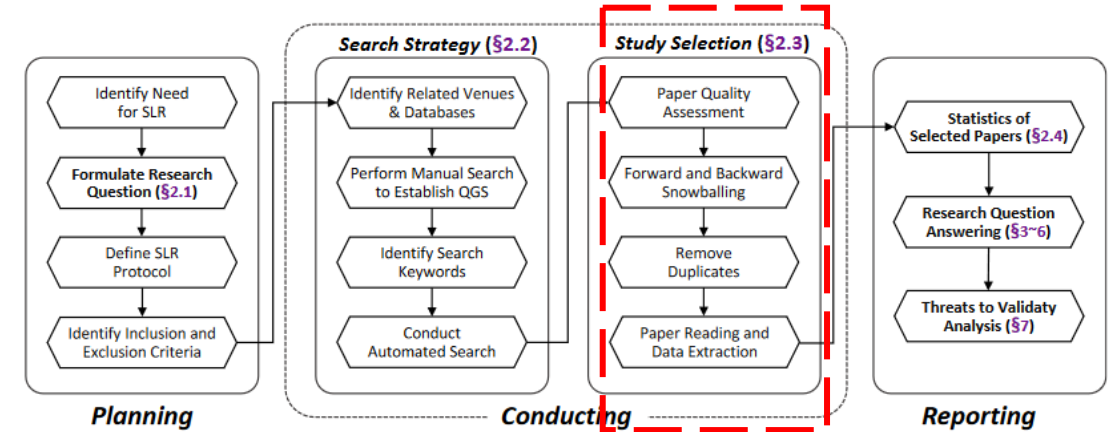 Search Strategy (§2.2)
Study Selection (§2.3)
Identify Need
for SLR
Formulate Research
Question (§2.1)
Define SLR
Protocol
Identify Inclusion and
Exclusion Criteria
Identify Related Venues
& Databases
Perform Manual Search
to Establish QGS
Identify Search
Keywords
Conduct
Automated Search
Paper Quality
Assessment
Forward and Backward
Snowballing
Remove
Duplicates
Paper Reading and
Data Extraction
Statistics of
Selected Papers (§2.4)
Research Question
Answering (§3~6)
Threats to Validaty
Analysis (§7)
Planning
Conducting
Reporting